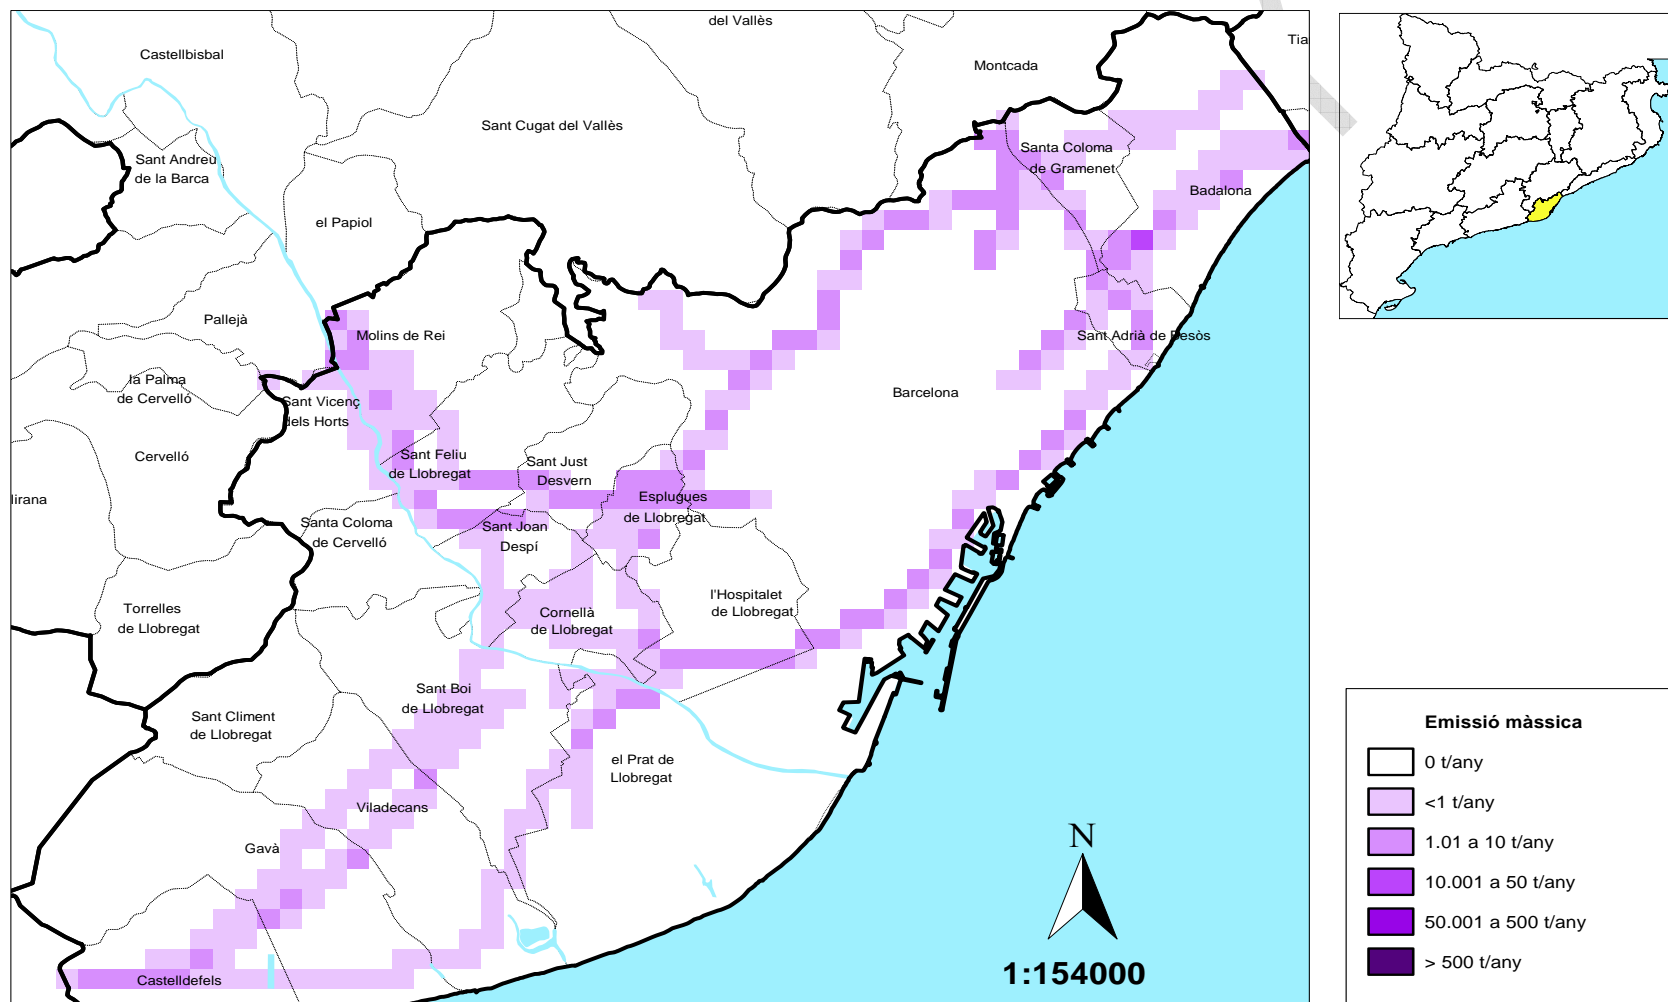 del Vallès
Tia
Castellbisbal
Montcada
Sant Cugat del Vallès
Sant Andreu
de la Barca
Santa Coloma
de Gramenet
Badalona
el Papiol
Pallejà
Molins de Rei
Sant Adrià de Besòs
la Palma
de Cervelló
Sant Vicenç
dels Horts
Barcelona
Cervelló
Sant Feliu
de Llobregat
Sant Just
Desvern
lirana
Esplugues
de Llobregat
Santa Coloma
de Cervelló
Sant Joan
Despí
Torrelles
de Llobregat
Cornellà
de Llobregat
l'Hospitalet
de Llobregat
Sant Boi
de Llobregat
Sant Climent
de Llobregat
el Prat de
Llobregat
Viladecans
Gavà
Castelldefels
N
1:154000
Emissió màssica
0 t/any
<1 t/any
1.01 a 10 t/any
10.001 a 50 t/any
50.001 a 500 t/any
> 500 t/any